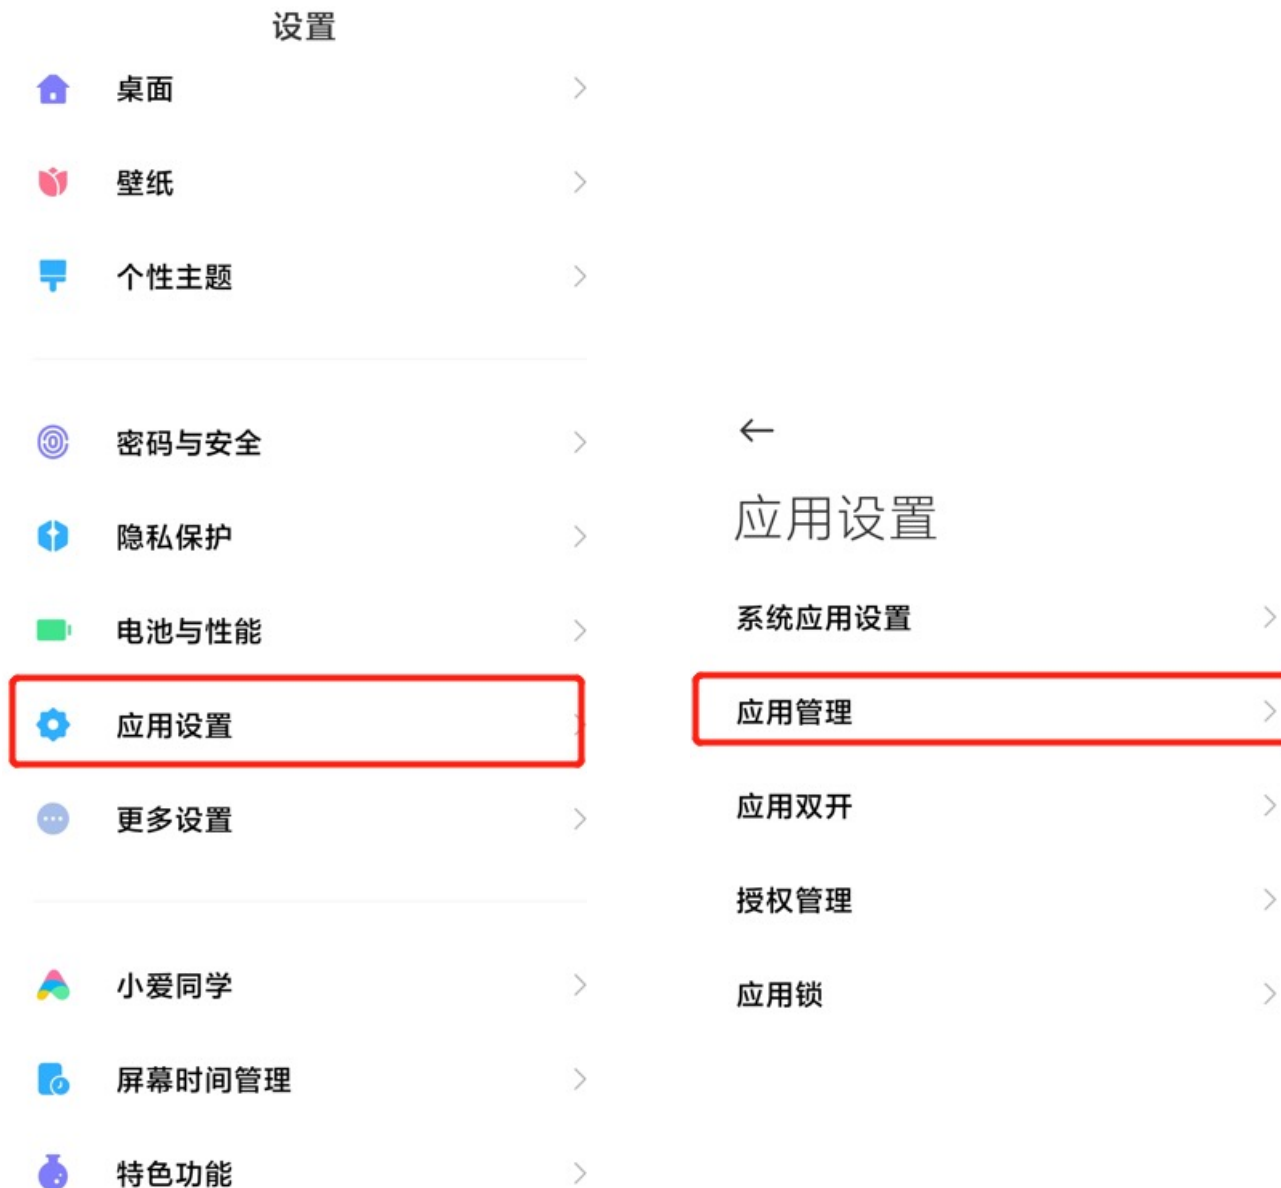 设置
桌面
壁纸
个性主题
密码与安全
隐私保护
电池与性能
应用设置
更多设置
小爱同学
屏幕时间管理
特色功能
应用设置
系统应用设置
应用管理
应用双开
授权管理
应用锁